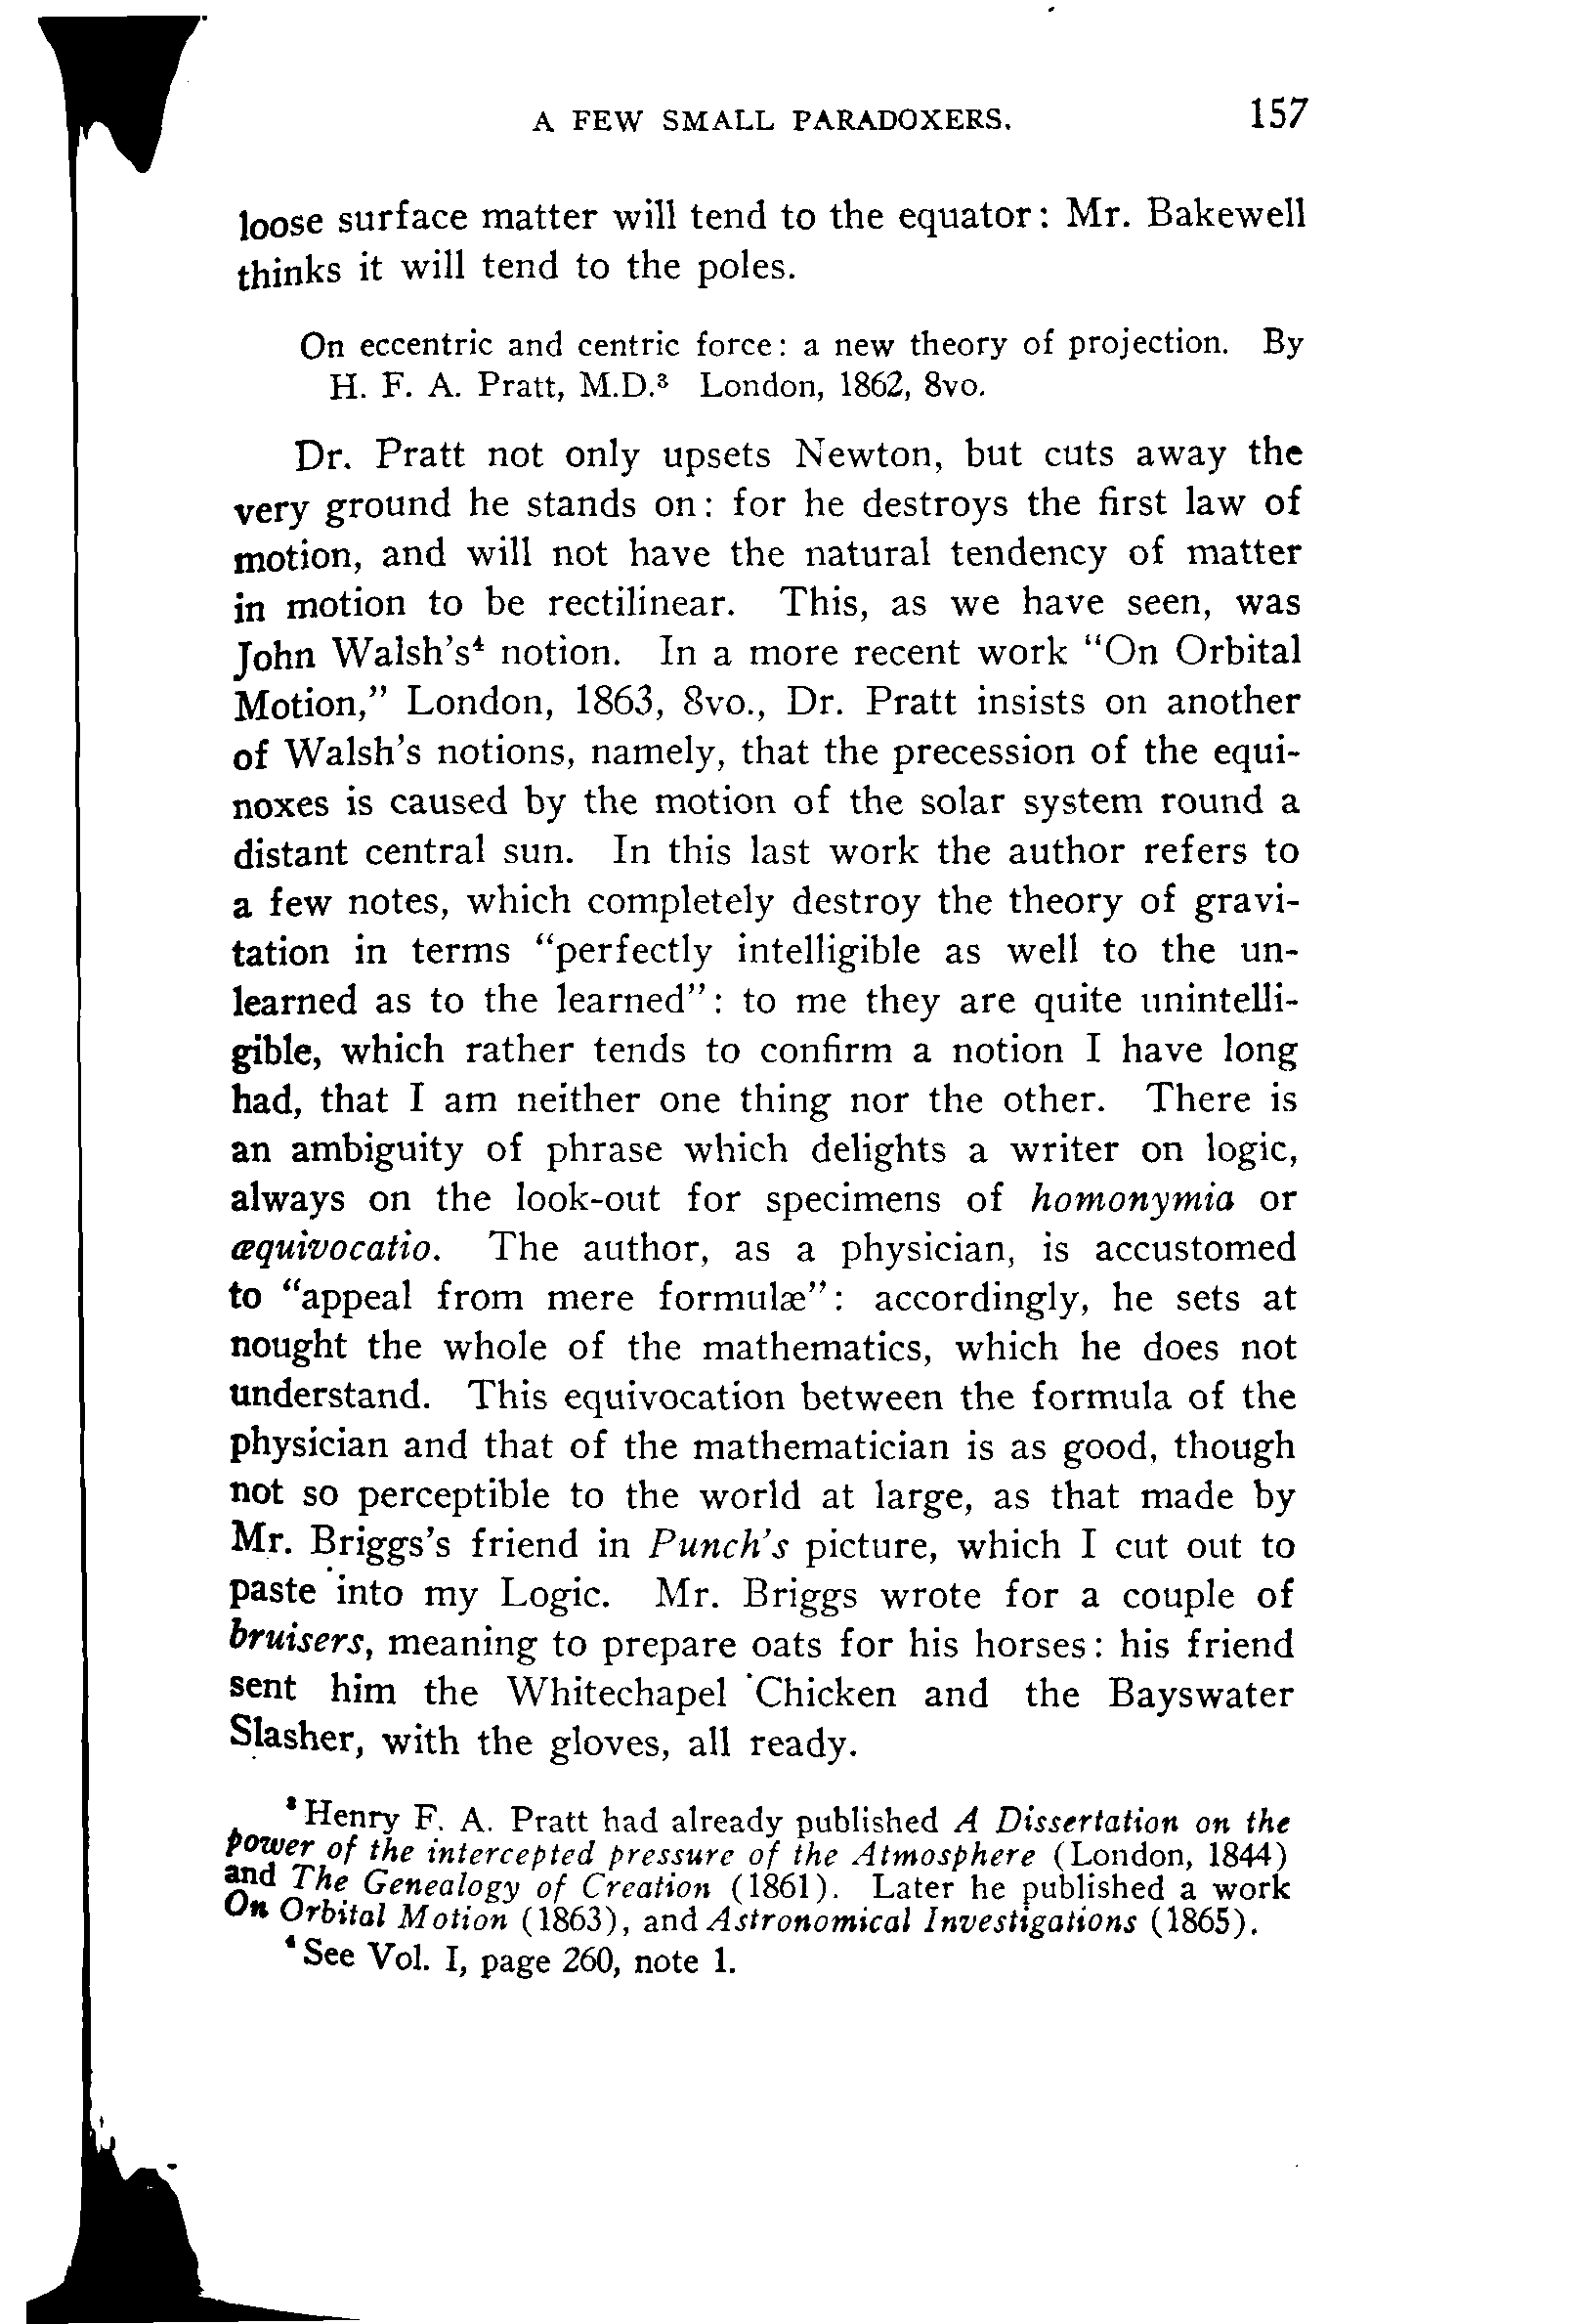 A FEW SMALL PARADOXERS. 157
loose surface matter will tend to the equator: Mr. Bakewell
thinks it will tend to the poles.
On eccentric and centric force: a new theory of projection. By
H. F. A. Pratt, M.D.³ London, 1862, 8vo.
Dr. Pratt not only upsets Newton, but cuts away the
very ground he stands on: for he destroys the first law of
motion, and will not have the natural tendency of matter
in motion to be rectilinear. This, as we have seen, was
John Walsh's⁴ notion. In a more recent work "On Orbital
Motion," London, 1863, 8vo., Dr. Pratt insists on another
of Walsh's notions, namely, that the precession of the equi-
noxes is caused by the motion of the solar system round a
distant central sun. In this last work the author refers to
a few notes, which completely destroy the theory of gravi-
tation in terms "perfectly intelligible as well to the un-
learned as to the learned": to me they are quite unintelli-
gible, which rather tends to confirm a notion I have long
had, that I am neither one thing nor the other. There is
an ambiguity of phrase which delights a writer on logic,
always on the look-out for specimens of homonymia or
æquivocatio. The author, as a physician, is accustomed
to "appeal from mere formulæ": accordingly, he sets at
nought the whole of the mathematics, which he does not
understand. This equivocation between the formula of the
physician and that of the mathematician is as good, though
not so perceptible to the world at large, as that made by
Mr. Briggs's friend in Punch's picture, which I cut out to
paste into my Logic. Mr. Briggs wrote for a couple of
bruisers, meaning to prepare oats for his horses: his friend
sent him the Whitechapel Chicken and the Bayswater
Slasher, with the gloves, all ready.
³ Henry F. A. Pratt had already published A Dissertation on the
power of the intercepted pressure of the Atmosphere (London, 1844)
and The Genealogy of Creation (1861). Later he published a work
On Orbital Motion (1863), and Astronomical Investigations (1865).
⁴ See Vol. I, page 260, note 1.